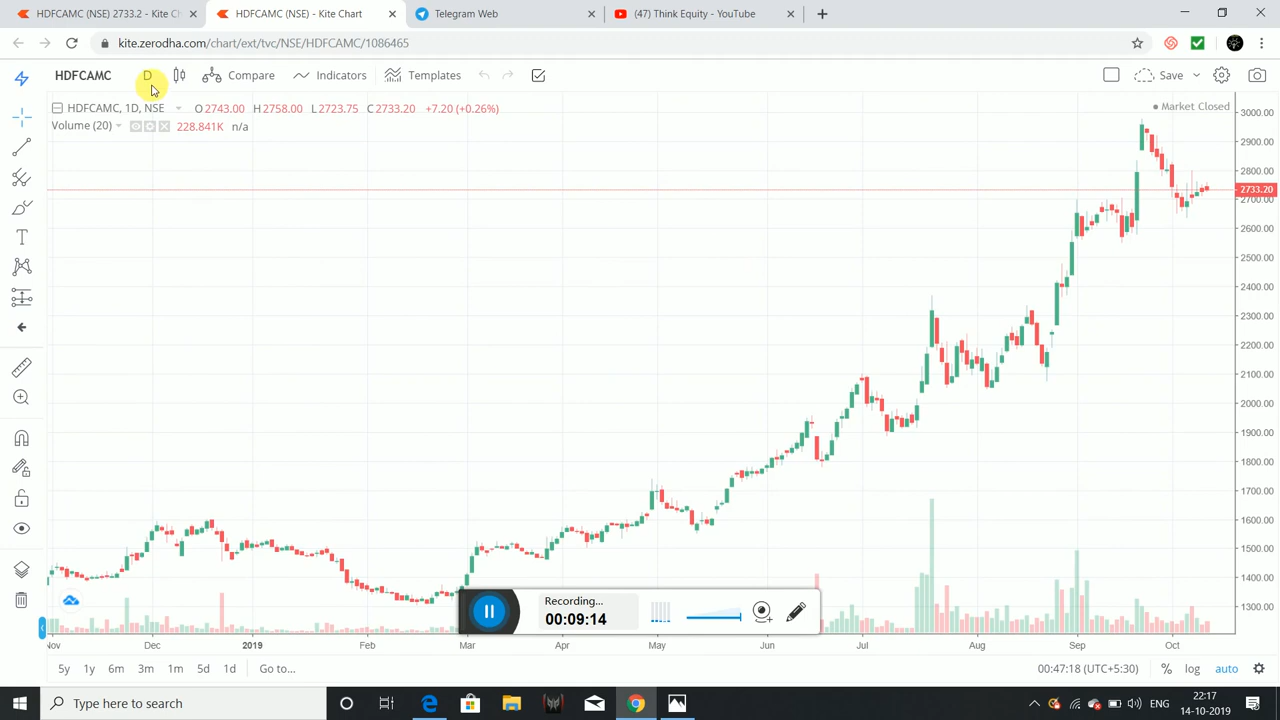 HDFCAMC (NSE) 2733.2 - Kite C
HDFCAMC (NSE) - Kite Chart
Telegram Web
(47) Think Equity - YouTube
kite.zerodha.com/chart/ext/tvc/NSE/HDFCAMC/1086465
HDFCAMC D Compare Indicators Templates Save
HDFCAMC, 1D, NSE O2743.00 H2758.00 L2723.75 C2733.20 +7.20 (+0.26%)
Market Closed
Volume (20) 228.841K n/a
3000.00
2900.00
2800.00
2733.20
2700.00
2600.00
2500.00
2400.00
2300.00
2200.00
2100.00
2000.00
1900.00
1800.00
1700.00
1600.00
1500.00
1400.00
1300.00
Recording...
00:09:14
Nov Dec 2019 Feb Mar Apr May Jun Jul Aug Sep Oct
5y 1y 6m 3m 1m 5d 1d Go to... 00:47:18 (UTC+5:30) % log auto
Type here to search
ENG
22:17
14-10-2019